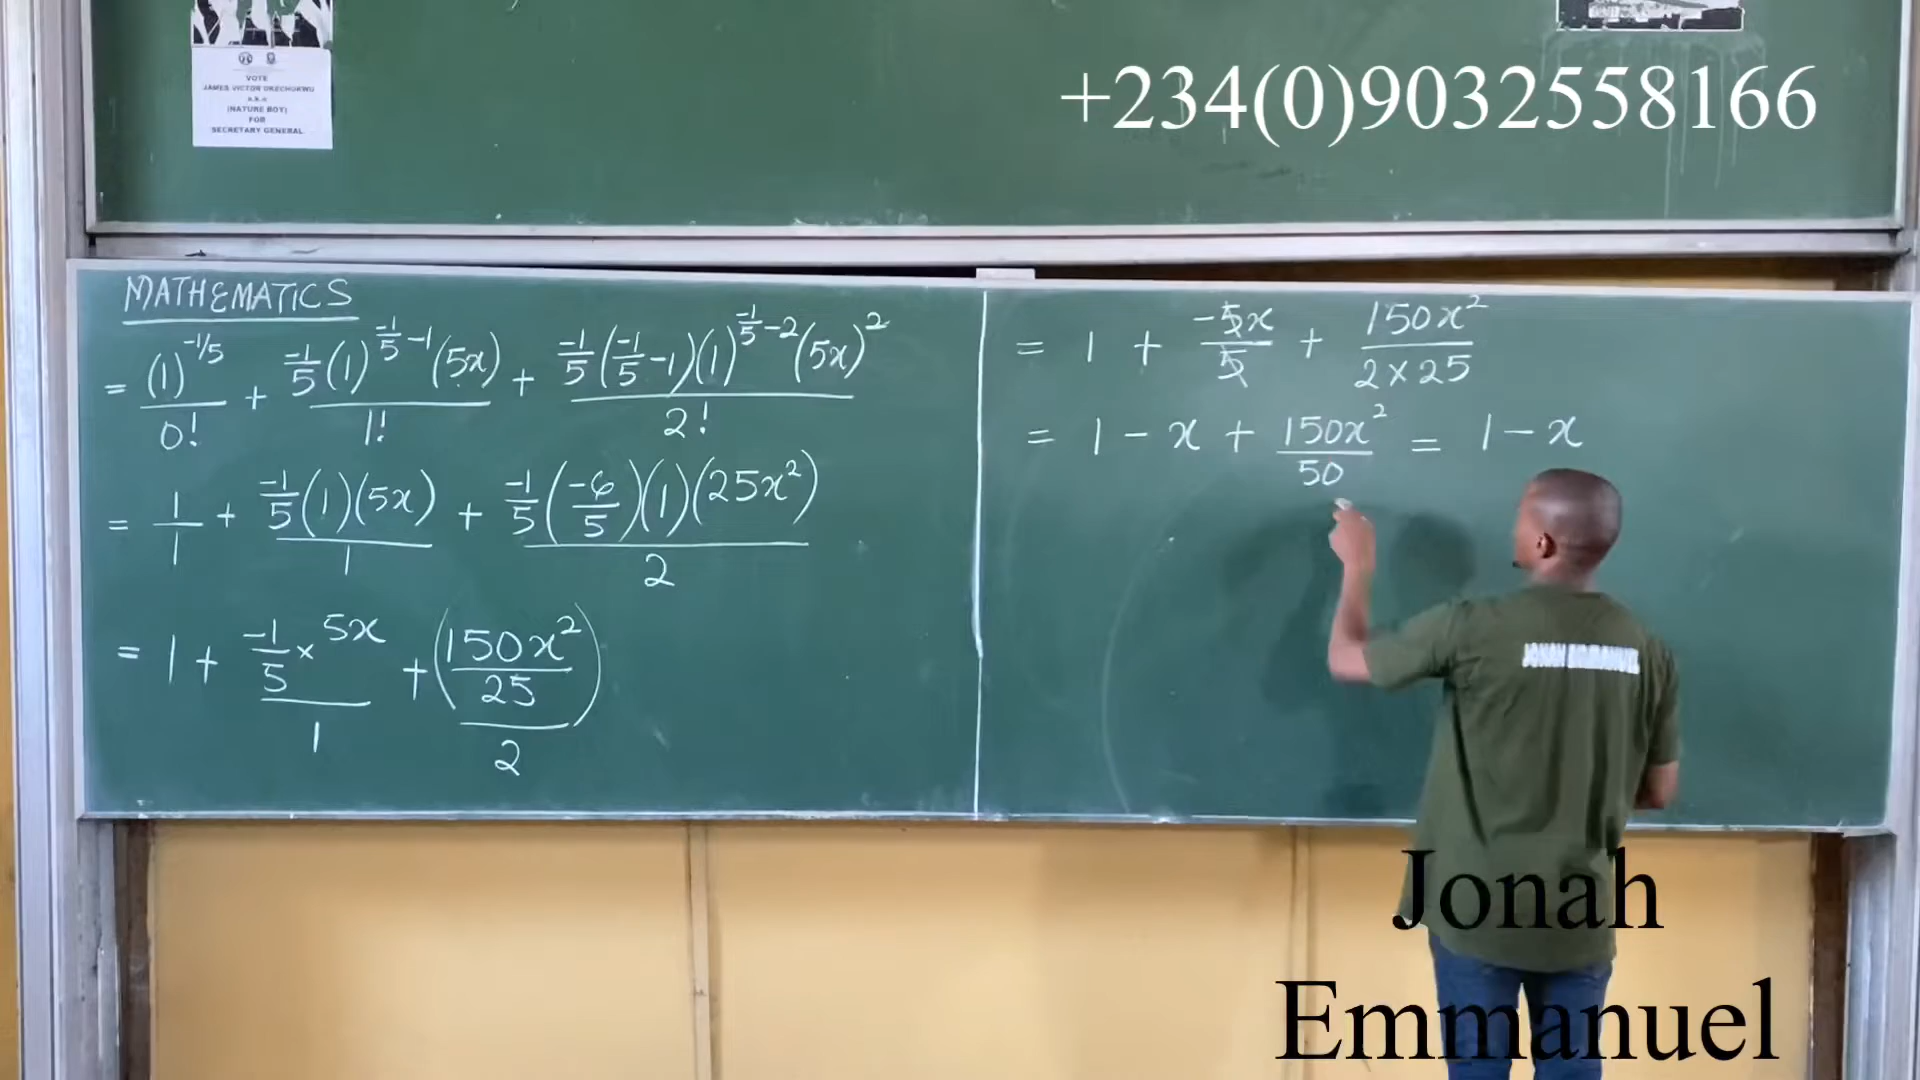 VOTE
JAMES VICTOR OKECHUKWU
a.k.a
(NATURE BOY)
FOR
SECRETARY GENERAL
+234(0)9032558166
MATHEMATICS
= (1)^{-1/5}/0! + -1/5(1)^{-1/5-1}(5x)/1! + -1/5(-1/5-1)(1)^{-1/5-2}(5x)^2/2!
= 1/1 + -1/5(1)(5x)/1 + -1/5(-6/5)(1)(25x^2)/2
= 1 + -1/5 × 5x/1 + (150x^2/25)/2
= 1 + -5x/5 + 150x^2/2×25
= 1 - x + 150x^2/50 = 1 - x
JONAH EMMANUEL
Jonah
Emmanuel